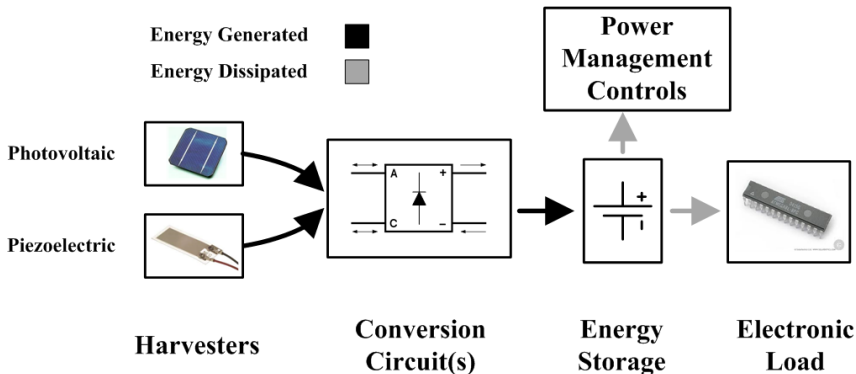 Energy Generated
Energy Dissipated
Power
Management
Controls
Photovoltaic
Piezoelectric
A
+
C
−
+
Harvesters
Conversion
Circuit(s)
Energy
Storage
Electronic
Load